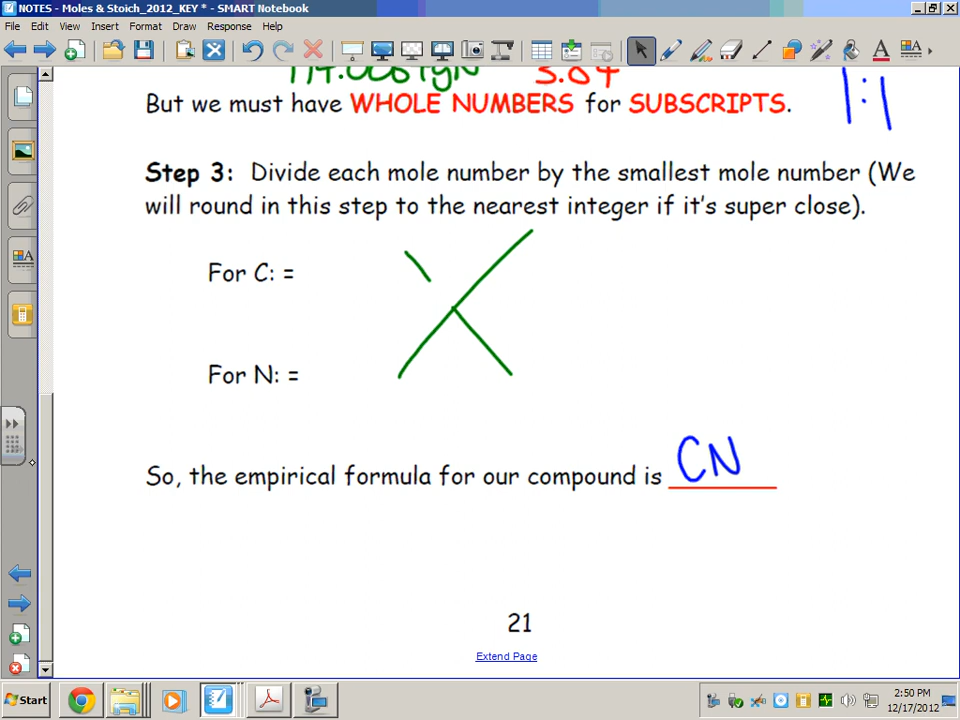 NOTES - Moles & Stoich_2012_KEY * - SMART Notebook
File Edit View Insert Format Draw Response Help
But we must have WHOLE NUMBERS for SUBSCRIPTS.
1:1
Step 3: Divide each mole number by the smallest mole number (We
will round in this step to the nearest integer if it's super close).
For C: =
For N: =
So, the empirical formula for our compound is CN
21
Extend Page
Start
2:50 PM
12/17/2012